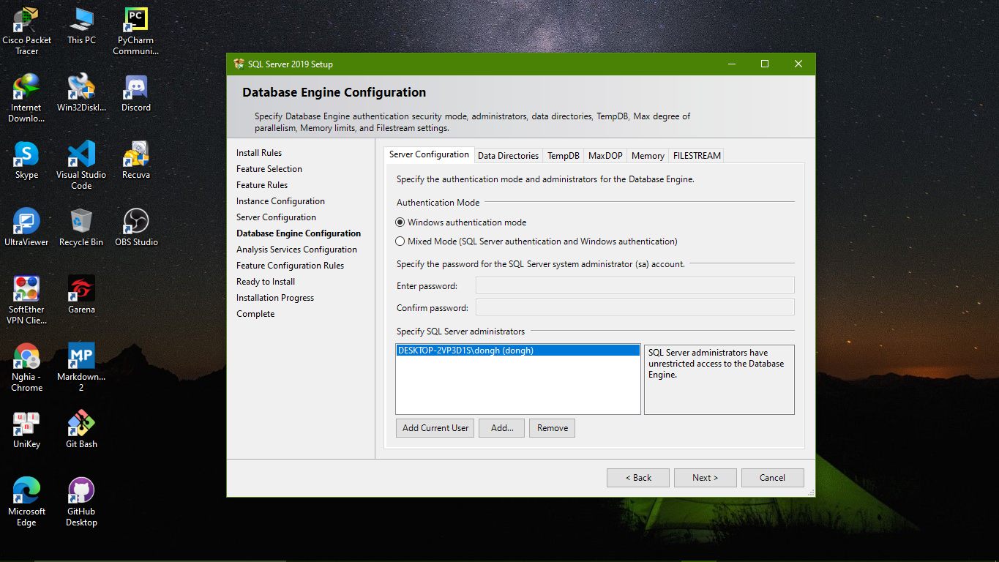 Cisco Packet
Tracer
This PC
PyCharm
Communi...
Internet
Downlo...
Win32DiskI...
Discord
Skype
Visual Studio
Code
Recuva
UltraViewer
Recycle Bin
OBS Studio
SoftEther
VPN Clie...
Garena
Nghia -
Chrome
Markdown...
2
UniKey
Git Bash
Microsoft
Edge
GitHub
Desktop
PC
MP
u
i
n
SQL Server 2019 Setup
Database Engine Configuration
Specify Database Engine authentication security mode, administrators, data directories, TempDB, Max degree of
parallelism, Memory limits, and Filestream settings.
Install Rules
Feature Selection
Feature Rules
Instance Configuration
Server Configuration
Database Engine Configuration
Analysis Services Configuration
Feature Configuration Rules
Ready to Install
Installation Progress
Complete
Server Configuration Data Directories TempDB MaxDOP Memory FILESTREAM
Specify the authentication mode and administrators for the Database Engine.
Authentication Mode
Windows authentication mode
Mixed Mode (SQL Server authentication and Windows authentication)
Specify the password for the SQL Server system administrator (sa) account.
Enter password:
Confirm password:
Specify SQL Server administrators
DESKTOP-2VP3D1S\dongh (dongh)
SQL Server administrators have
unrestricted access to the Database
Engine.
Add Current User Add... Remove
< Back Next > Cancel